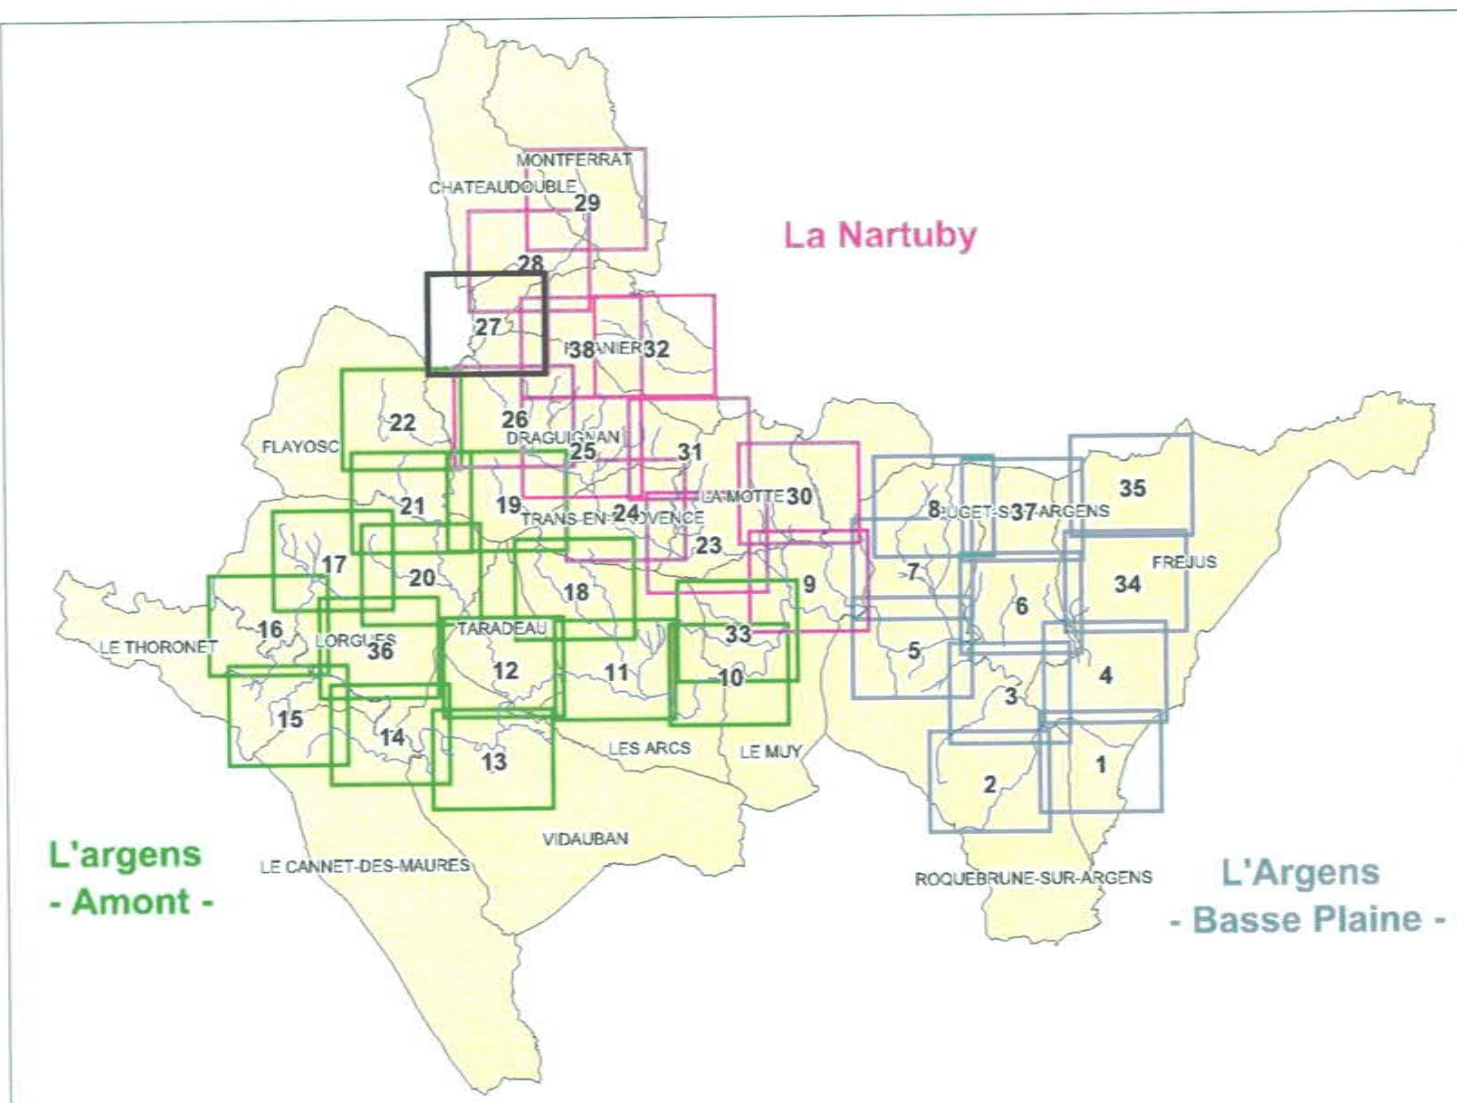 MONTFERRAT
CHATEAUDOUBLE
29
La Nartuby
28
27
38
32
22
26
FLAYOSC
DRAGUIGNAN
25
31
35
21
19
LA MOTTE
30
TRANS-EN-PROVENCE
24
8
PUGET-SUR-ARGENS
37
23
FREJUS
17
20
18
9
7
34
6
16
LE THORONET
LORGUES
36
TARADEAU
33
12
11
10
5
3
4
15
14
13
LES ARCS
LE MUY
2
1
L'argens
- Amont -
VIDAUBAN
LE CANNET-DES-MAURES
ROQUEBRUNE-SUR-ARGENS
L'Argens
- Basse Plaine -